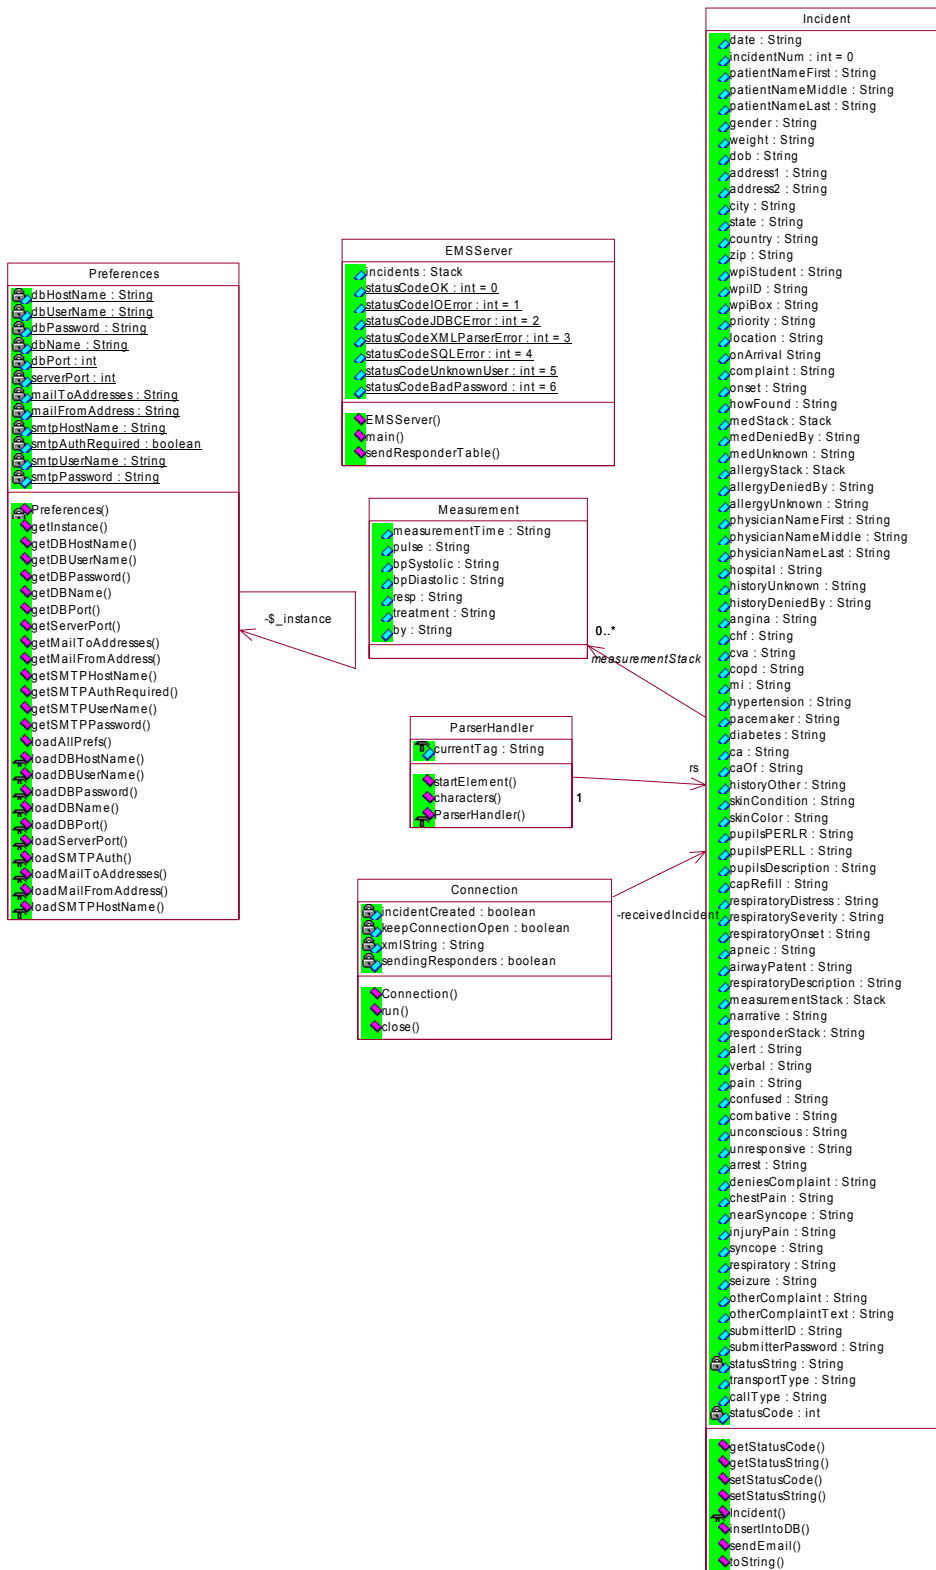 Preferences
dbHostName : String
dbUserName : String
dbPassword : String
dbName : String
dbPort : int
serverPort : int
mailToAddresses : String
mailFromAddress : String
smtpHostName : String
smtpAuthRequired : boolean
smtpUserName : String
smtpPassword : String
Preferences()
getInstance()
getDBHostName()
getDBUserName()
getDBPassword()
getDBName()
getDBPort()
getServerPort()
getMailToAddresses()
getMailFromAddress()
getSMTPHostName()
getSMTPAuthRequired()
getSMTPUserName()
getSMTPPassword()
loadAllPrefs()
loadDBHostName()
loadDBUserName()
loadDBPassword()
loadDBName()
loadDBPort()
loadServerPort()
loadSMTPAuth()
loadMailToAddresses()
loadMailFromAddress()
loadSMTPHostName()
-$_instance
EMSServer
incidents : Stack
statusCodeOK : int = 0
statusCodeIOError : int = 1
statusCodeJDBCError : int = 2
statusCodeXMLParserError : int = 3
statusCodeSQLError : int = 4
statusCodeUnknownUser : int = 5
statusCodeBadPassword : int = 6
EMSServer()
main()
sendResponderTable()
Measurement
measurementTime : String
pulse : String
bpSystolic : String
bpDiastolic : String
resp : String
treatment : String
by : String
0..*
measurementStack
ParserHandler
currentTag : String
startElement()
characters()
ParserHandler()
rs
1
Connection
incidentCreated : boolean
keepConnectionOpen : boolean
xmlString : String
sendingResponders : boolean
Connection()
run()
close()
-receivedIncident
Incident
date : String
incidentNum : int = 0
patientNameFirst : String
patientNameMiddle : String
patientNameLast : String
gender : String
weight : String
dob : String
address1 : String
address2 : String
city : String
state : String
country : String
zip : String
wpiStudent : String
wpiID : String
wpiBox : String
priority : String
location : String
onArrival String
complaint : String
onset : String
howFound : String
medStack : Stack
medDeniedBy : String
medUnknown : String
allergyStack : Stack
allergyDeniedBy : String
allergyUnknown : String
physicianNameFirst : String
physicianNameMiddle : String
physicianNameLast : String
hospital : String
historyUnknown : String
historyDeniedBy : String
angina : String
chf : String
cva : String
copd : String
mi : String
hypertension : String
pacemaker : String
diabetes : String
ca : String
caOf : String
historyOther : String
skinCondition : String
skinColor : String
pupilsPERLR : String
pupilsPERLL : String
pupilsDescription : String
capRefill : String
respiratoryDistress : String
respiratorySeverity : String
respiratoryOnset : String
apneic : String
airwayPatent : String
respiratoryDescription : String
measurementStack : Stack
narrative : String
responderStack : String
alert : String
verbal : String
pain : String
confused : String
combative : String
unconscious : String
unresponsive : String
arrest : String
deniesComplaint : String
chestPain : String
nearSyncope : String
injuryPain : String
syncope : String
respiratory : String
seizure : String
otherComplaint : String
otherComplaintText : String
submitterID : String
submitterPassword : String
statusString : String
transportType : String
callType : String
statusCode : int
getStatusCode()
getStatusString()
setStatusCode()
setStatusString()
Incident()
insertIntoDB()
sendEmail()
toString()